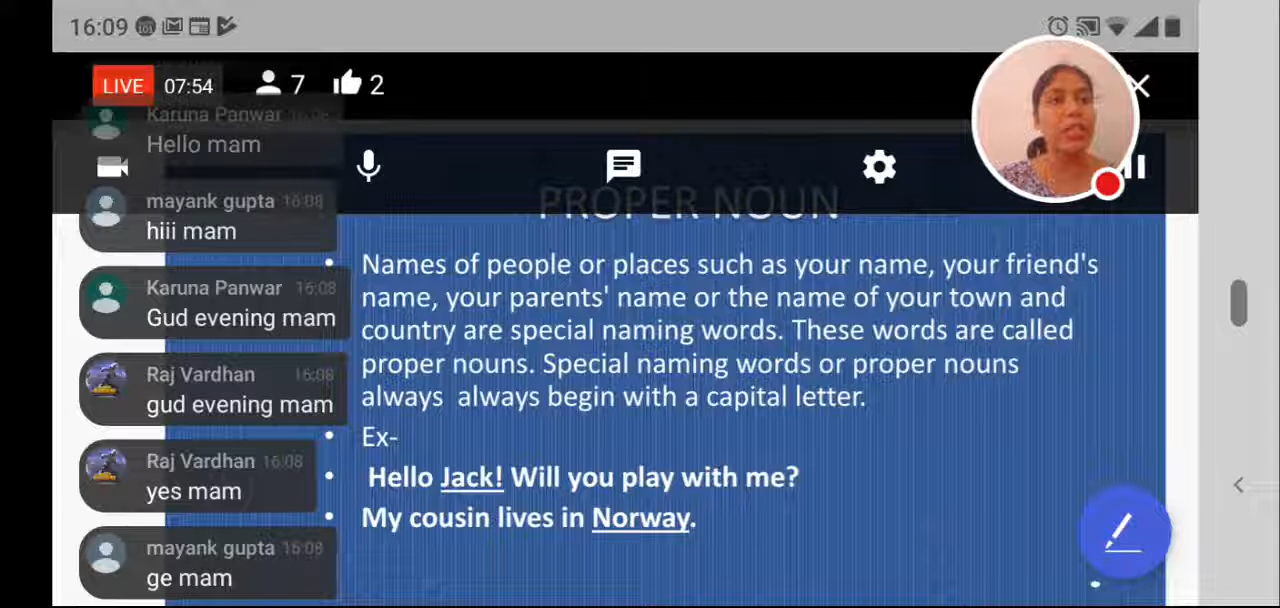 16:09
LIVE 07:54 7 2
Karuna Panwar 16:08
Hello mam
mayank gupta 16:08
hiii mam
Karuna Panwar 16:08
Gud evening mam
Raj Vardhan 16:08
gud evening mam
Raj Vardhan 16:08
yes mam
mayank gupta 16:08
ge mam
PROPER NOUN
• Names of people or places such as your name, your friend's
name, your parents' name or the name of your town and
country are special naming words. These words are called
proper nouns. Special naming words or proper nouns
always always begin with a capital letter.
• Ex-
• Hello Jack! Will you play with me?
• My cousin lives in Norway.